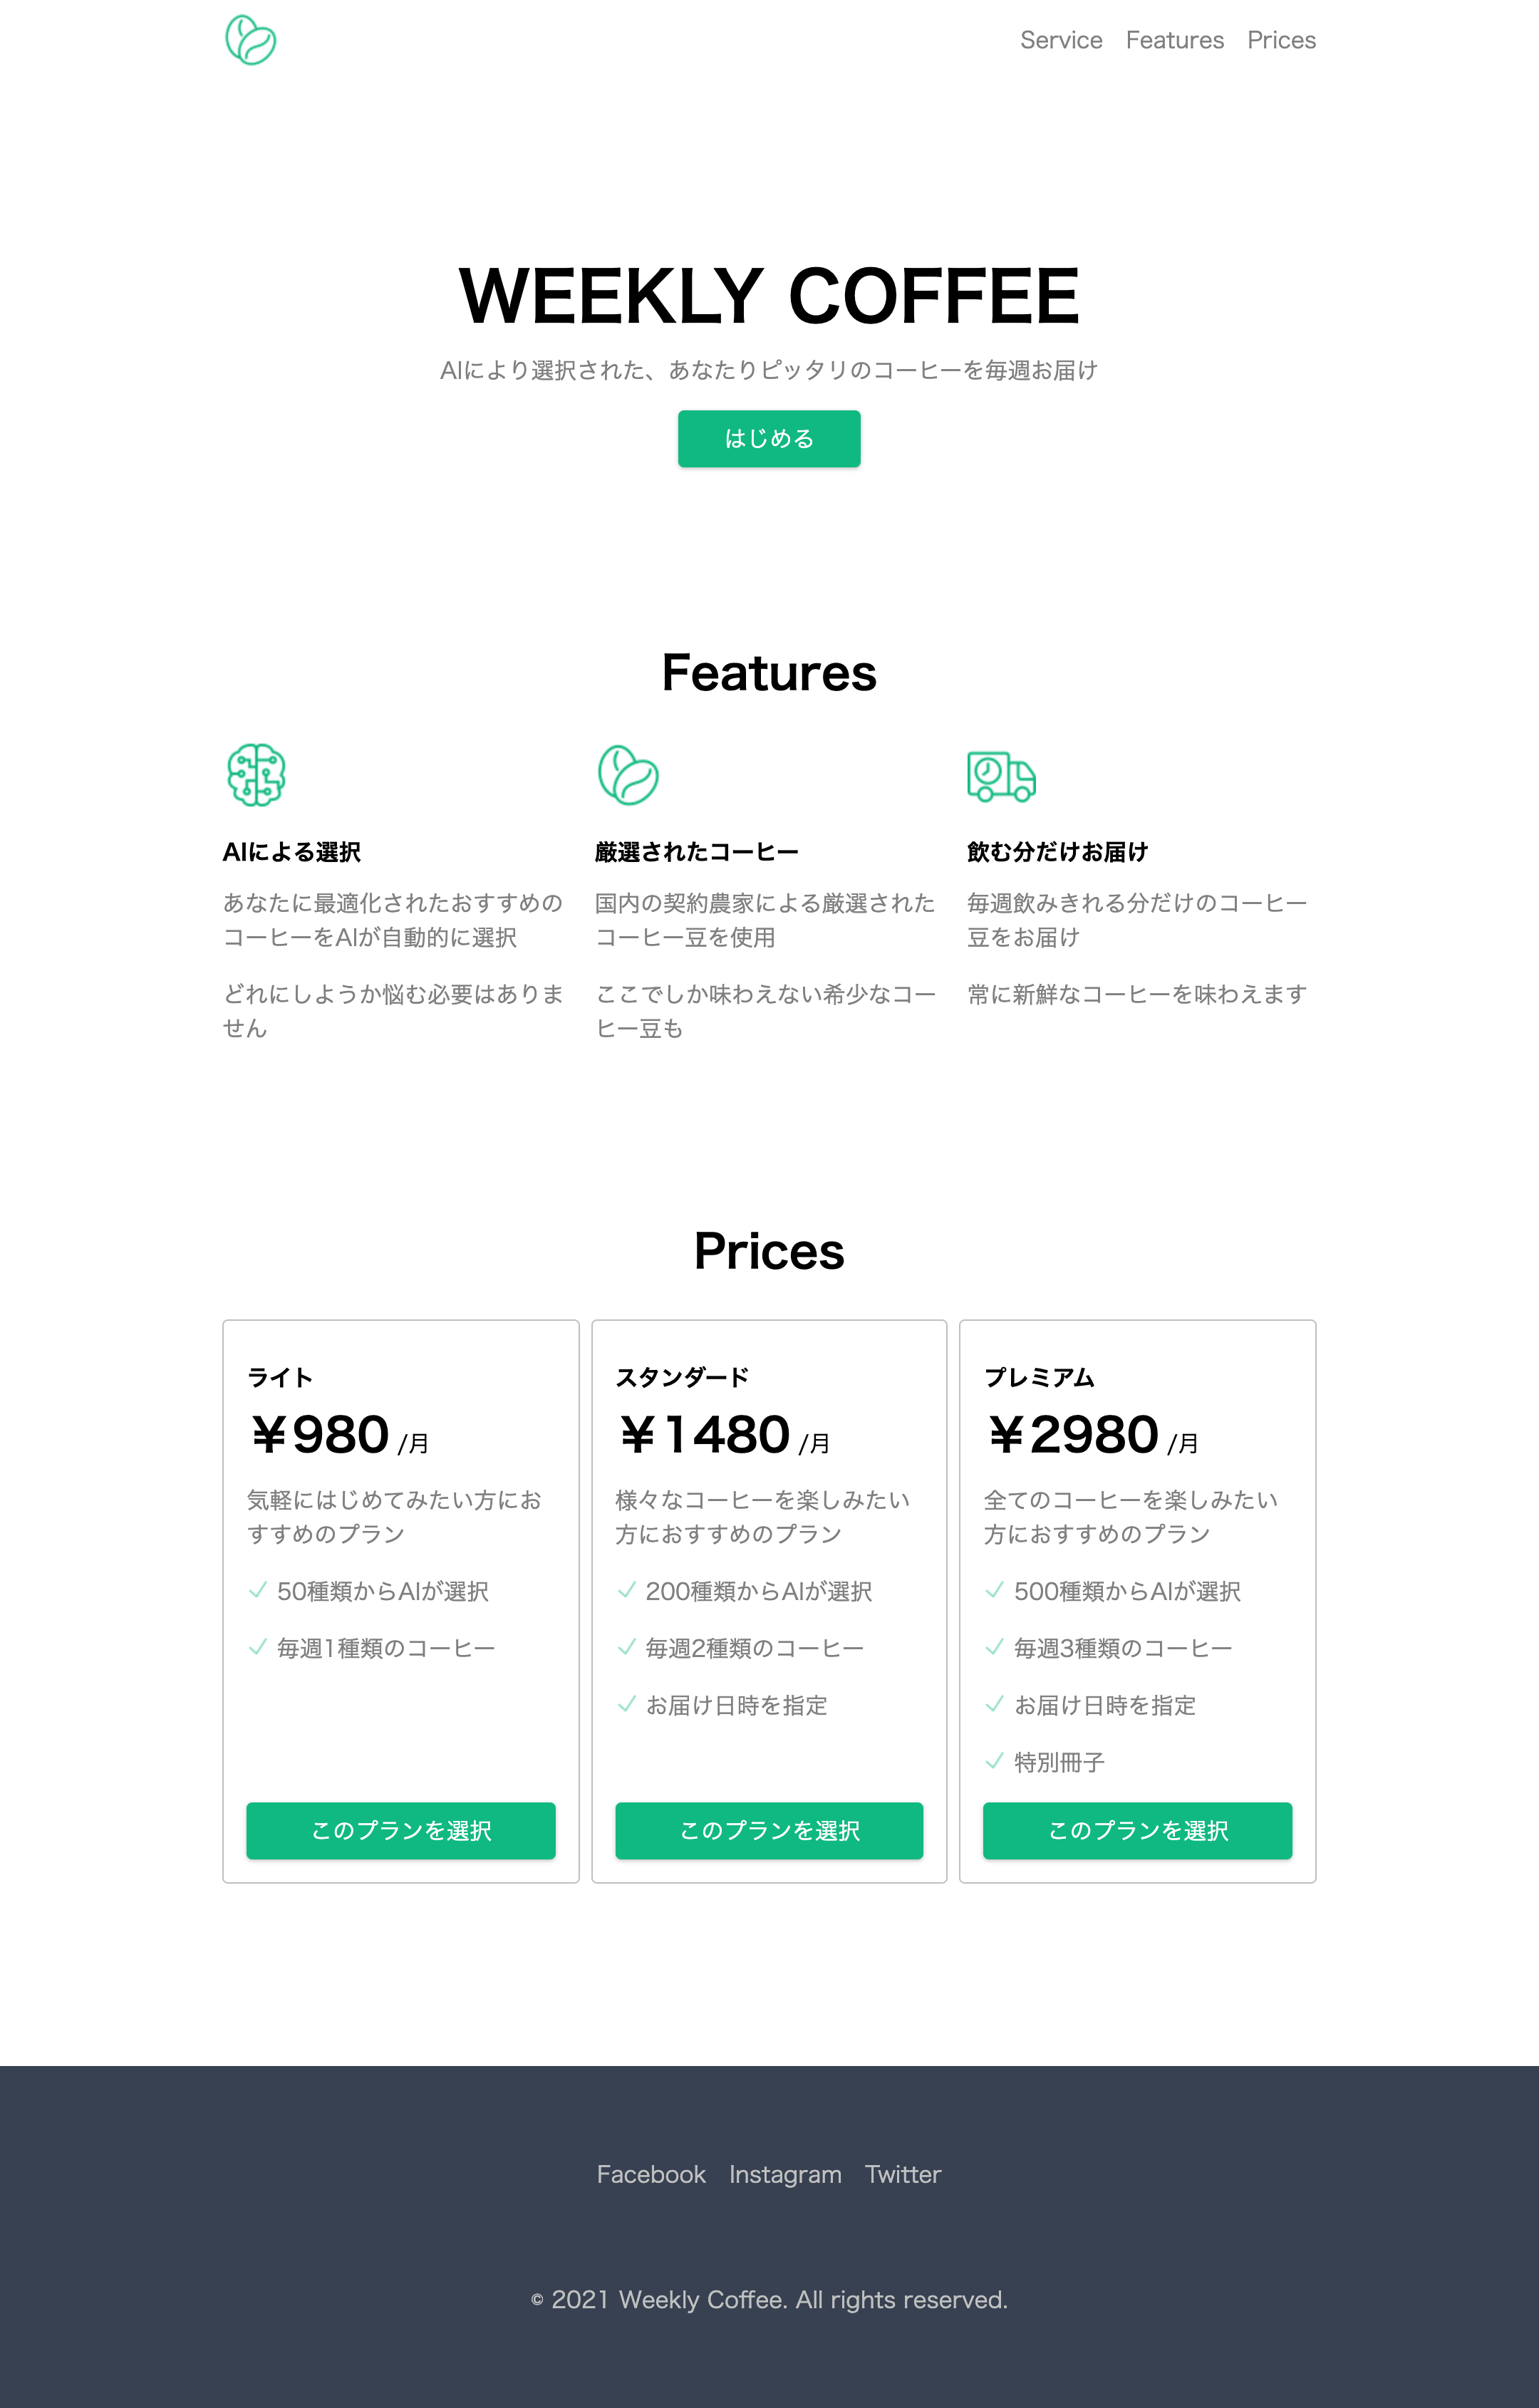 Service Features Prices
WEEKLY COFFEE
AIにより選択された、あなたりピッタリのコーヒーを毎週お届け
はじめる
Features
AIによる選択
あなたに最適化されたおすすめの
コーヒーをAIが自動的に選択
どれにしようか悩む必要はありま
せん
厳選されたコーヒー
国内の契約農家による厳選された
コーヒー豆を使用
ここでしか味わえない希少なコー
ヒー豆も
飲む分だけお届け
毎週飲みきれる分だけのコーヒー
豆をお届け
常に新鮮なコーヒーを味わえます
Prices
ライト
￥980 /月
気軽にはじめてみたい方にお
すすめのプラン
50種類からAIが選択
毎週1種類のコーヒー
このプランを選択
スタンダード
￥1480 /月
様々なコーヒーを楽しみたい
方におすすめのプラン
200種類からAIが選択
毎週2種類のコーヒー
お届け日時を指定
このプランを選択
プレミアム
￥2980 /月
全てのコーヒーを楽しみたい
方におすすめのプラン
500種類からAIが選択
毎週3種類のコーヒー
お届け日時を指定
特別冊子
このプランを選択
Facebook Instagram Twitter
© 2021 Weekly Coffee. All rights reserved.